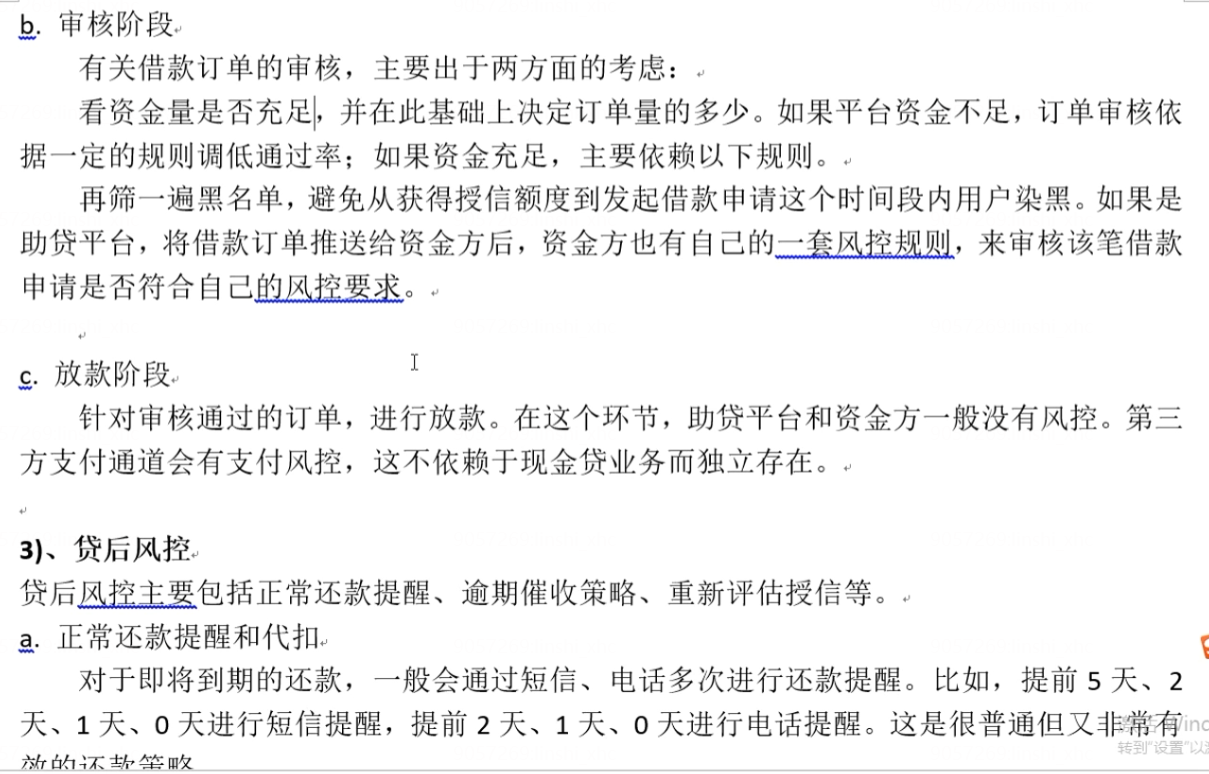 b. 审核阶段
有关借款订单的审核，主要出于两方面的考虑：
看资金量是否充足，并在此基础上决定订单量的多少。如果平台资金不足，订单审核依
据一定的规则调低通过率；如果资金充足，主要依赖以下规则。
再筛一遍黑名单，避免从获得授信额度到发起借款申请这个时间段内用户染黑。如果是
助贷平台，将借款订单推送给资金方后，资金方也有自己的一套风控规则，来审核该笔借款
申请是否符合自己的风控要求。
c. 放款阶段
针对审核通过的订单，进行放款。在这个环节，助贷平台和资金方一般没有风控。第三
方支付通道会有支付风控，这不依赖于现金贷业务而独立存在。
3)、贷后风控
贷后风控主要包括正常还款提醒、逾期催收策略、重新评估授信等。
a. 正常还款提醒和代扣
对于即将到期的还款，一般会通过短信、电话多次进行还款提醒。比如，提前 5 天、2
天、1 天、0 天进行短信提醒，提前 2 天、1 天、0 天进行电话提醒。这是很普通但又非常有
效的还款策略
转到"设置"以